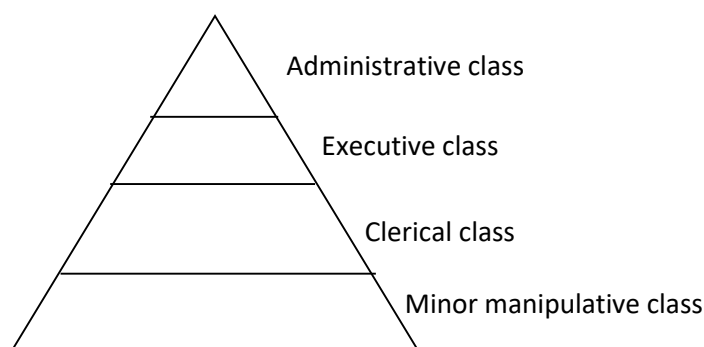 Administrative class
Executive class
Clerical class
Minor manipulative class